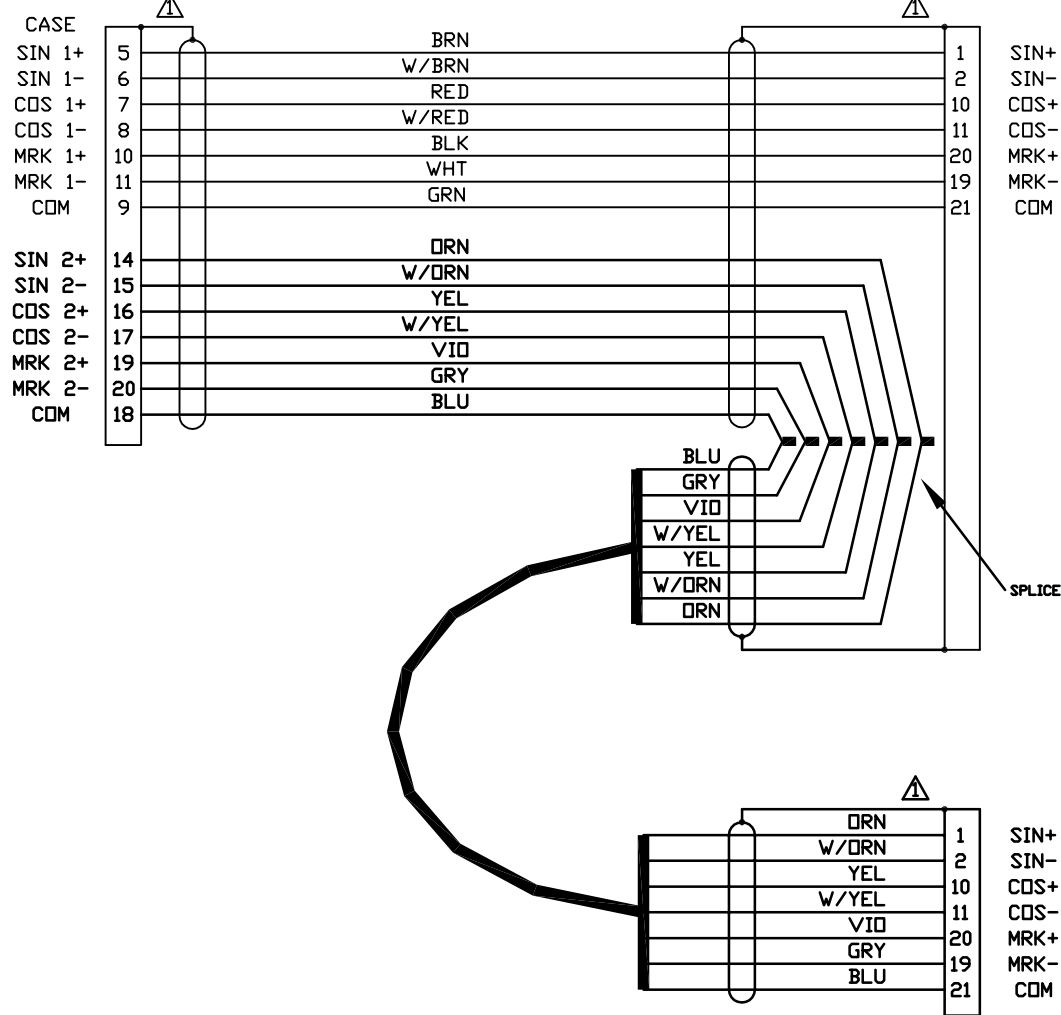 1 1
CASE
BRN
SIN 1+ 5 1 SIN+
W/BRN
SIN 1- 6 2 SIN-
RED
COS 1+ 7 10 COS+
W/RED
COS 1- 8 11 COS-
BLK
MRK 1+ 10 20 MRK+
WHT
MRK 1- 11 19 MRK-
GRN
COM 9 21 COM
ORN
SIN 2+ 14
W/ORN
SIN 2- 15
YEL
COS 2+ 16
W/YEL
COS 2- 17
VIO
MRK 2+ 19
GRY
MRK 2- 20
BLU
COM 18
BLU
GRY
VIO
W/YEL
YEL
W/ORN
ORN
SPLICE
1
ORN
1 SIN+
W/ORN
2 SIN-
YEL
10 COS+
W/YEL
11 COS-
VIO
20 MRK+
GRY
19 MRK-
BLU
21 COM